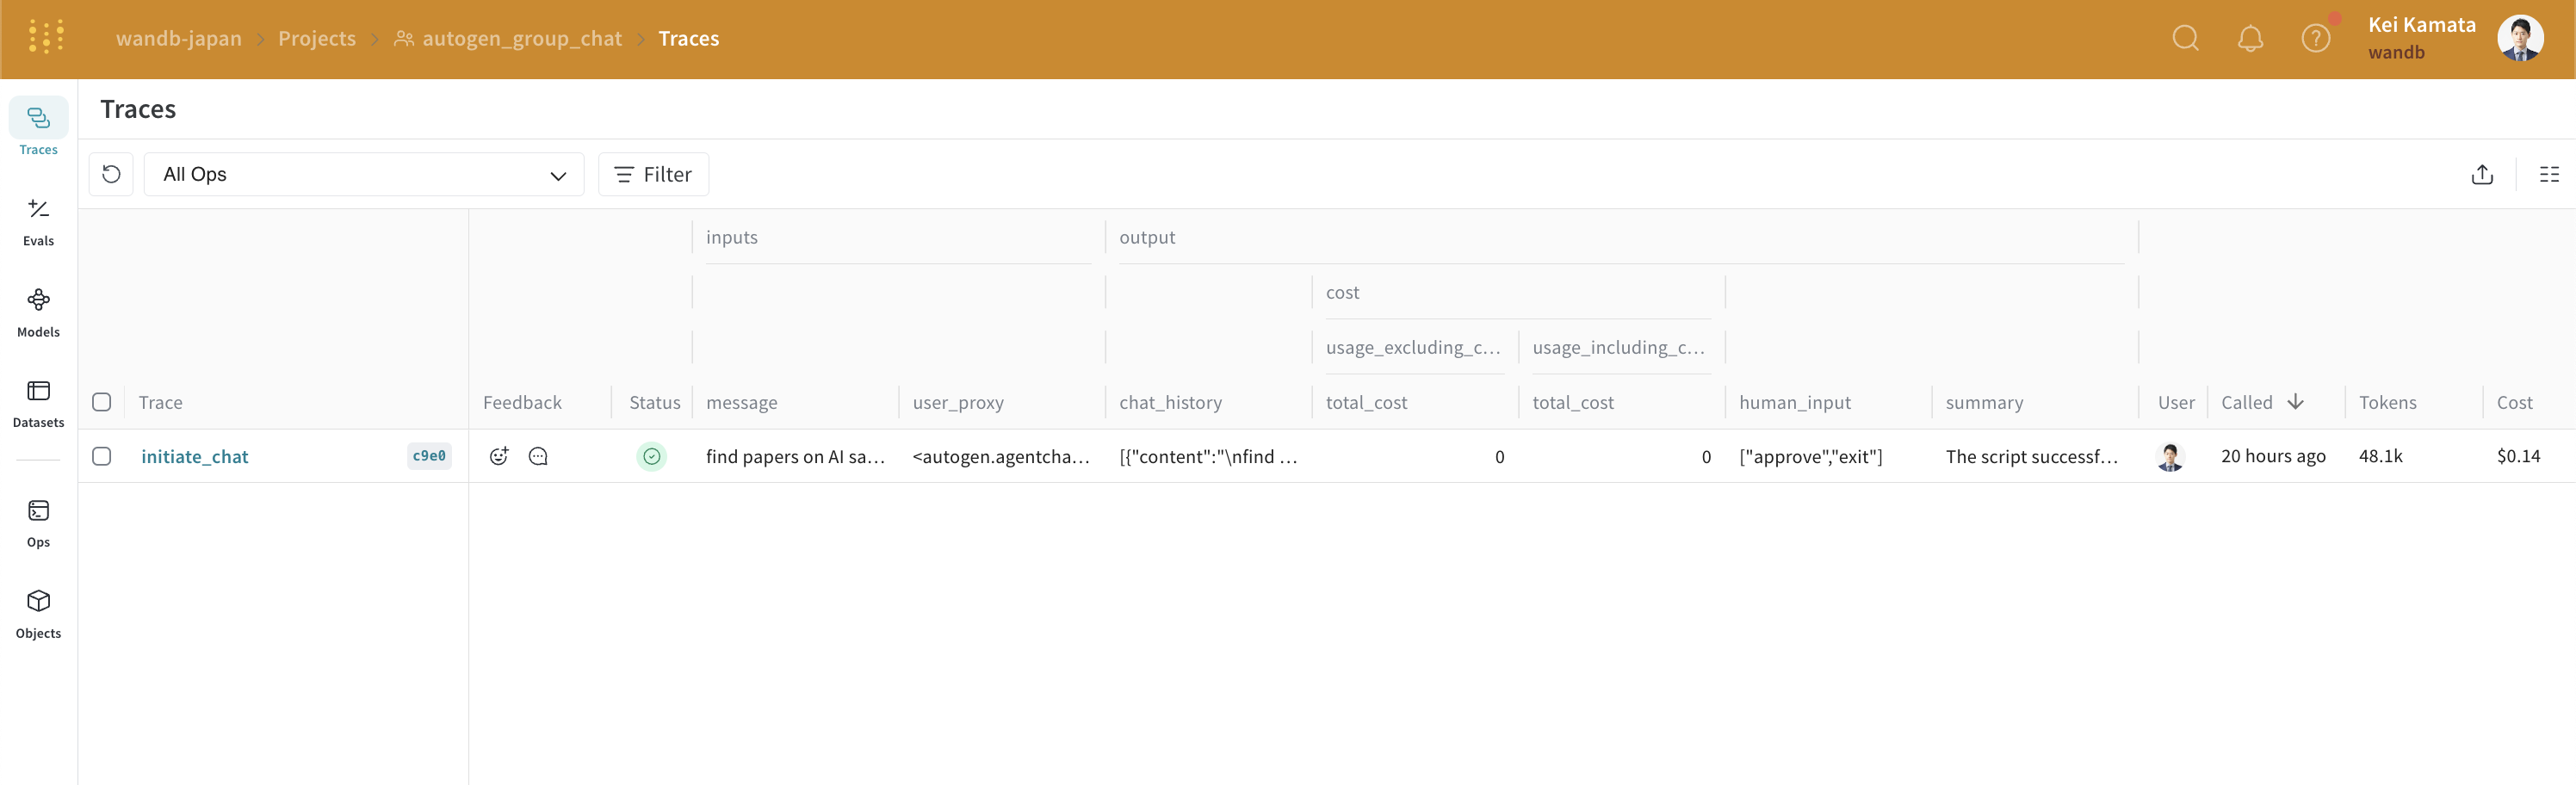 wandb-japan > Projects > autogen_group_chat > Traces
Kei Kamata
wandb
Traces
Traces
All Ops
Filter
Evals
Models
Datasets
Ops
Objects
inputs
output
cost
usage_excluding_c...
usage_including_c...
Trace
Feedback
Status
message
user_proxy
chat_history
total_cost
total_cost
human_input
summary
User
Called
Tokens
Cost
initiate_chat
c9e0
find papers on AI sa...
<autogen.agentcha...
[{"content":"\nfind ...
0
0
["approve","exit"]
The script successf...
20 hours ago
48.1k
$0.14